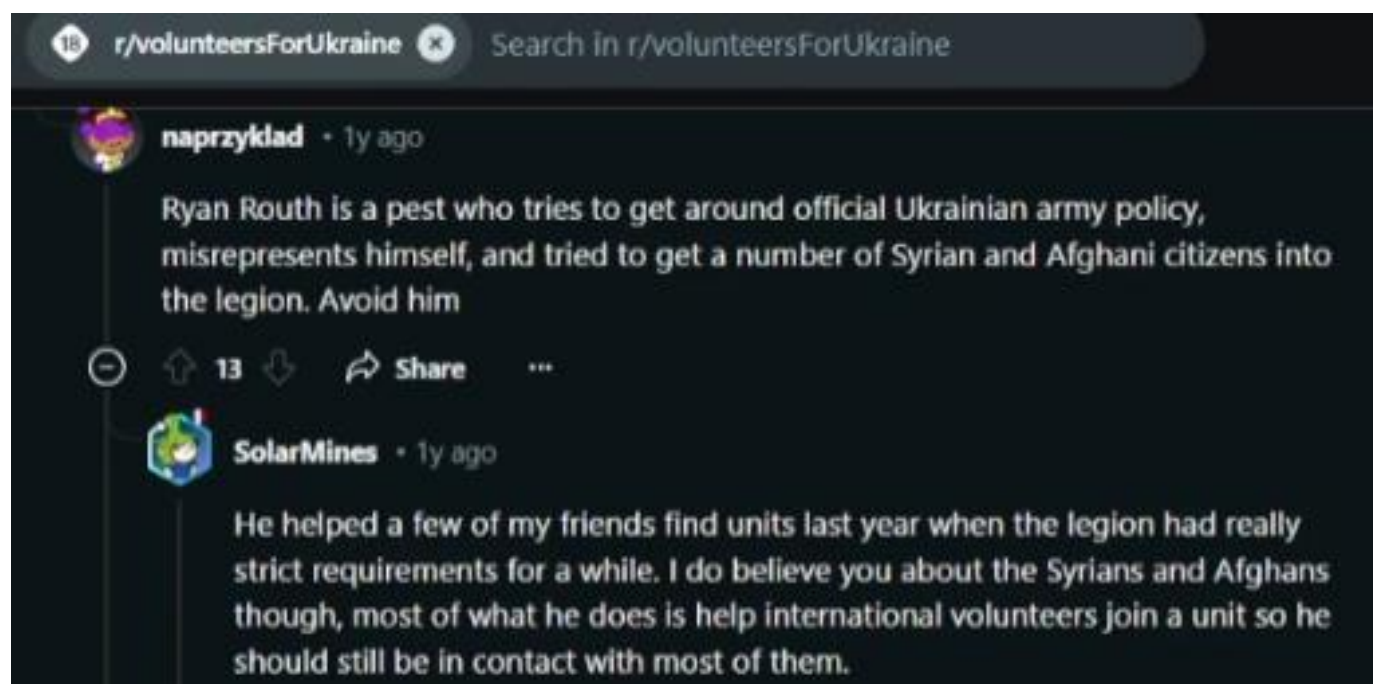 18 r/volunteersForUkraine Search in r/volunteersForUkraine
naprzyklad • 1y ago
Ryan Routh is a pest who tries to get around official Ukrainian army policy,
misrepresents himself, and tried to get a number of Syrian and Afghani citizens into
the legion. Avoid him
13 Share ...
SolarMines • 1y ago
He helped a few of my friends find units last year when the legion had really
strict requirements for a while. I do believe you about the Syrians and Afghans
though, most of what he does is help international volunteers join a unit so he
should still be in contact with most of them.